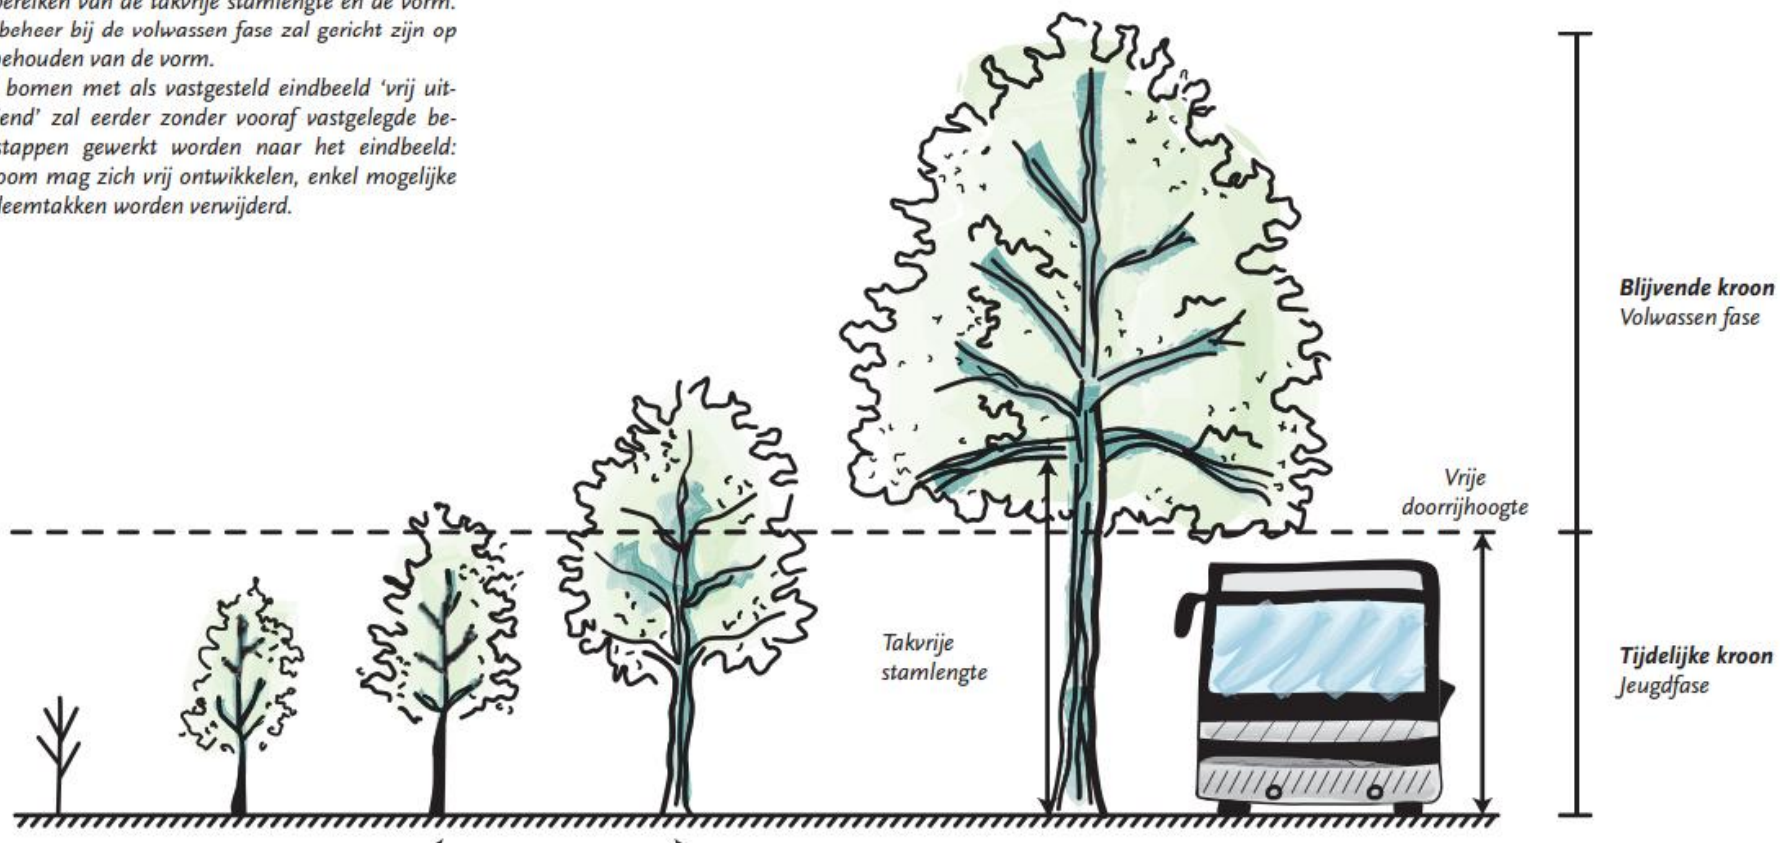 bereiken van de takvrije stamlengte en de vorm.
beheer bij de volwassen fase zal gericht zijn op
behouden van de vorm.
bomen met als vastgesteld eindbeeld ‘vrij uit-
end’ zal eerder zonder vooraf vastgelegde be-
stappen gewerkt worden naar het eindbeeld:
oom mag zich vrij ontwikkelen, enkel mogelijke
leemtakken worden verwijderd.
Blijvende kroon
Volwassen fase
Vrije
doorrijhoogte
Takvrije
stamlengte
Tijdelijke kroon
Jeugdfase